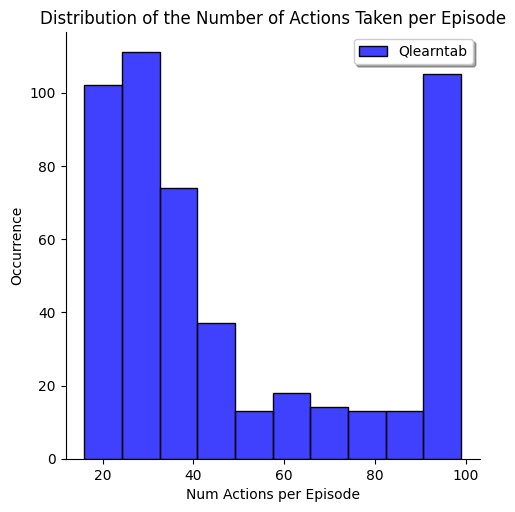 Distribution of the Number of Actions Taken per Episode
Qlearntab
100
80
60
40
20
0
Occurrence
20 40 60 80 100
Num Actions per Episode